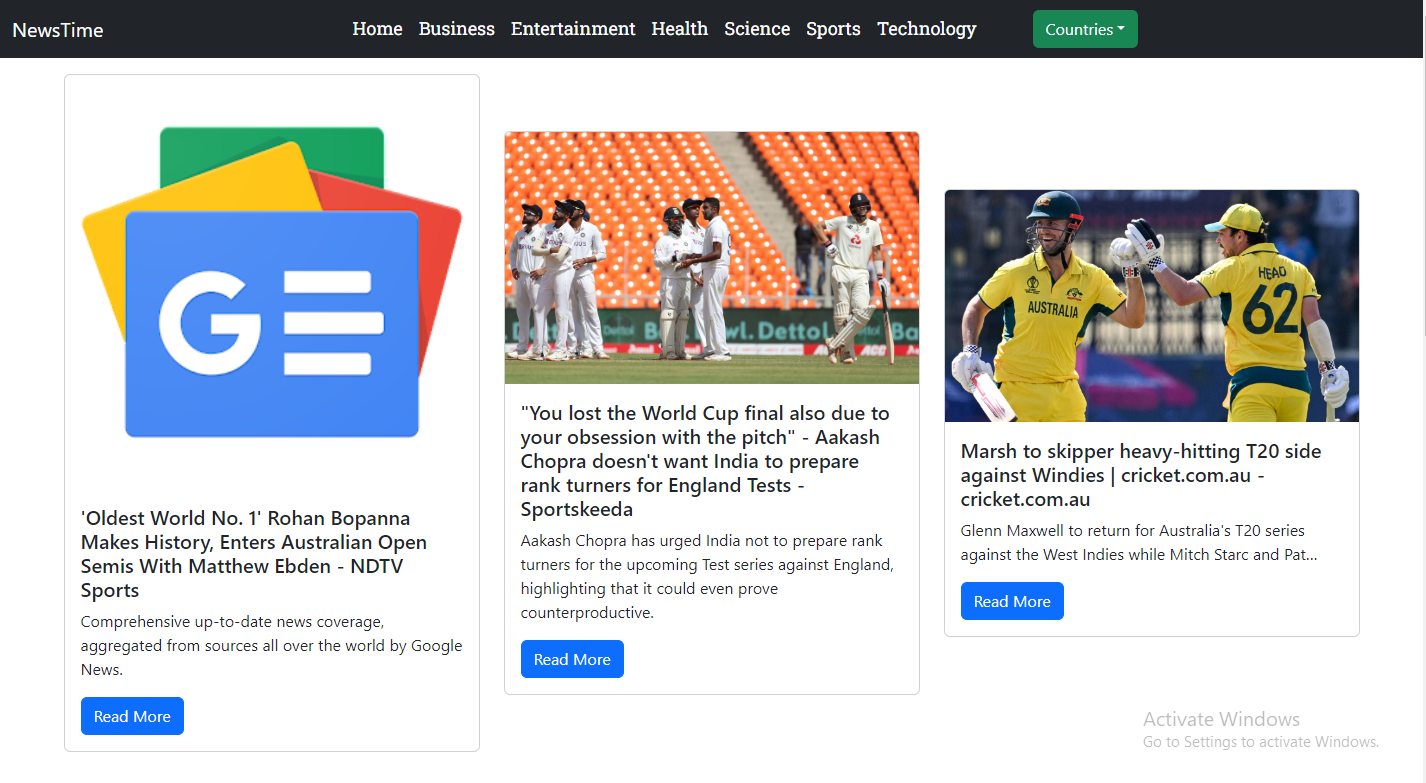 NewsTime
Home Business Entertainment Health Science Sports Technology
Countries
GE
'Oldest World No. 1' Rohan Bopanna
Makes History, Enters Australian Open
Semis With Matthew Ebden - NDTV
Sports
Comprehensive up-to-date news coverage,
aggregated from sources all over the world by Google
News.
Read More
Dettol
Dettol
Ba
ACC
"You lost the World Cup final also due to
your obsession with the pitch" - Aakash
Chopra doesn't want India to prepare
rank turners for England Tests -
Sportskeeda
Aakash Chopra has urged India not to prepare rank
turners for the upcoming Test series against England,
highlighting that it could even prove
counterproductive.
Read More
AUSTRALIA
HEAD
62
Marsh to skipper heavy-hitting T20 side
against Windies | cricket.com.au -
cricket.com.au
Glenn Maxwell to return for Australia's T20 series
against the West Indies while Mitch Starc and Pat...
Read More
Activate Windows
Go to Settings to activate Windows.